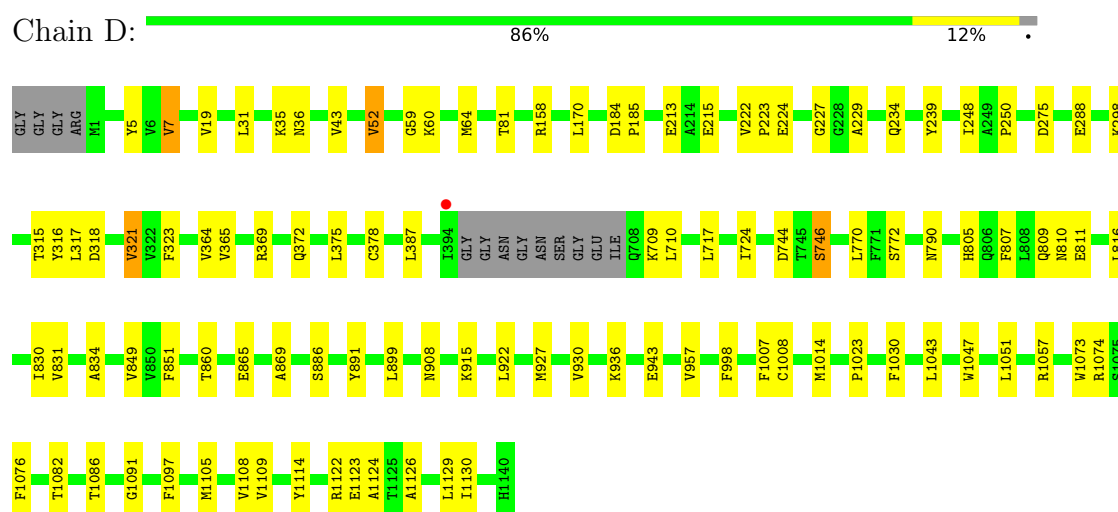 Chain D:
86% 12% •
GLY GLY GLY ARG M1 Y5 V6 V7 V19 L31 K35 N36 V43 V52 G59 K60 M64 T81 R158 L170 D184 P185 E213 A214 E215 V222 P223 E224 G227 G228 A229 Q234 Y239 I248 A249 P250 D275 E288
T315 Y316 L317 D318 V321 V322 F323 V364 V365 R369 Q372 L375 C378 L387 I394 GLY GLY ASN GLY ASN SER GLY GLU ILE Q708 K709 L710 L717 I724 D744 T745 S746 L770 F771 S772 N790 H805 Q806 F807 L808 Q809 N810 E811
I830 V831 A834 V849 V850 F851 T860 E865 A869 S886 Y891 L899 N908 K915 L922 M927 V930 K936 E943 V957 F998 F1007 C1008 M1014 P1023 F1030 L1043 W1047 L1051 R1057 W1073 R1074 S1075
F1076 T1082 T1086 G1091 F1097 M1105 V1108 V1109 Y1114 R1122 E1123 A1124 T1125 A1126 L1129 I1130 H1140